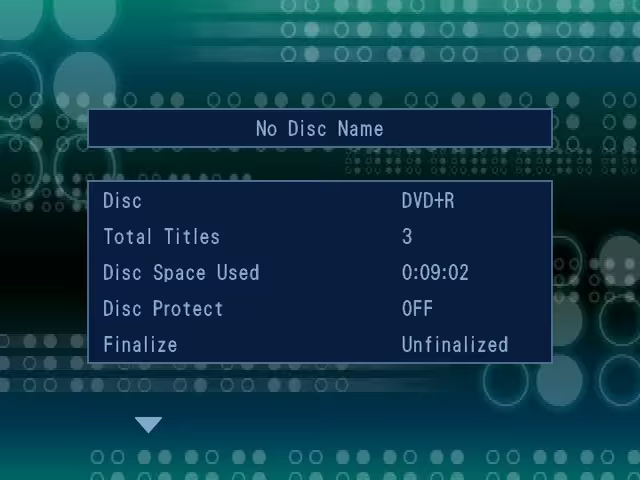 No Disc Name
Disc DVD+R
Total Titles 3
Disc Space Used 0:09:02
Disc Protect OFF
Finalize Unfinalized